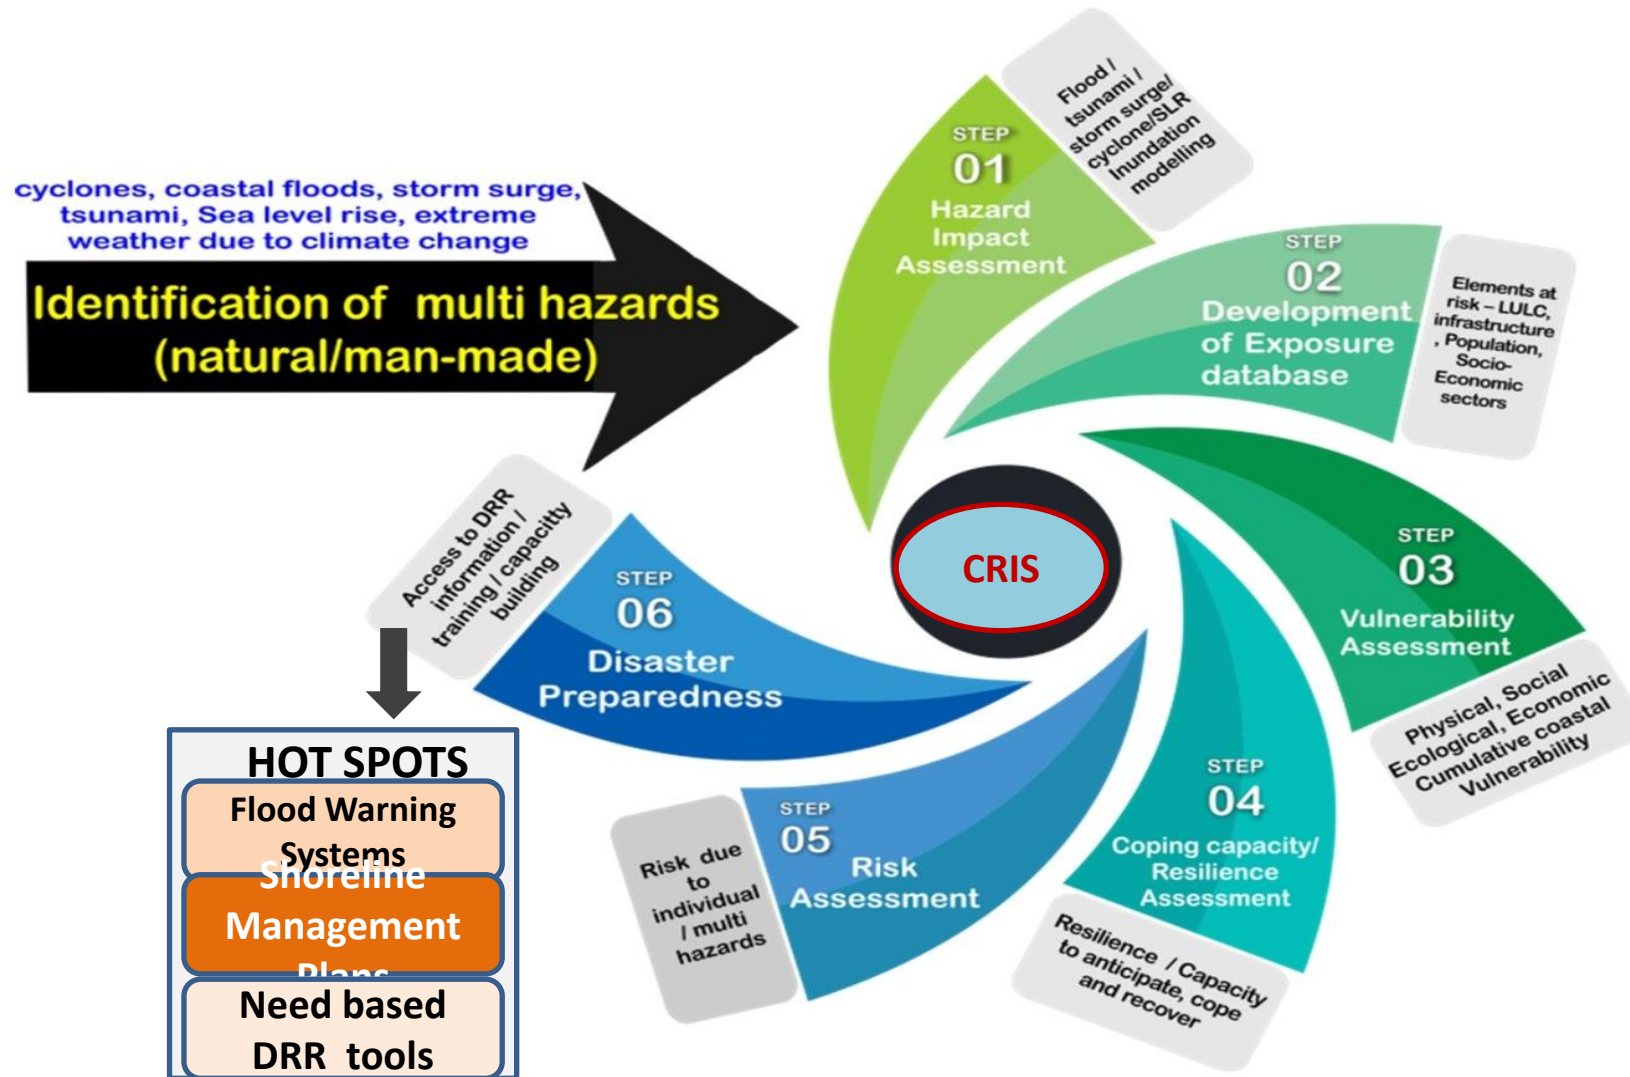 cyclones, coastal floods, storm surge,
tsunami, Sea level rise, extreme
weather due to climate change
Identification of multi hazards
(natural/man-made)
STEP
01
Hazard
Impact
Assessment
Flood /
tsunami /
storm surge/
cyclone/SLR
Inundation
modelling
STEP
02
Development
of Exposure
database
Elements at
risk – LULC,
infrastructure
, Population,
Socio-
Economic
sectors
STEP
03
Vulnerability
Assessment
Physical, Social
Ecological, Economic
Cumulative coastal
Vulnerability
STEP
04
Coping capacity/
Resilience
Assessment
Resilience / Capacity
to anticipate, cope
and recover
STEP
05
Risk
Assessment
Risk due
to
individual
/ multi
hazards
STEP
06
Disaster
Preparedness
Access to DRR
information /
training / capacitty
building
CRIS
HOT SPOTS
Flood Warning
Systems
Shoreline
Management
Plans
Need based
DRR tools